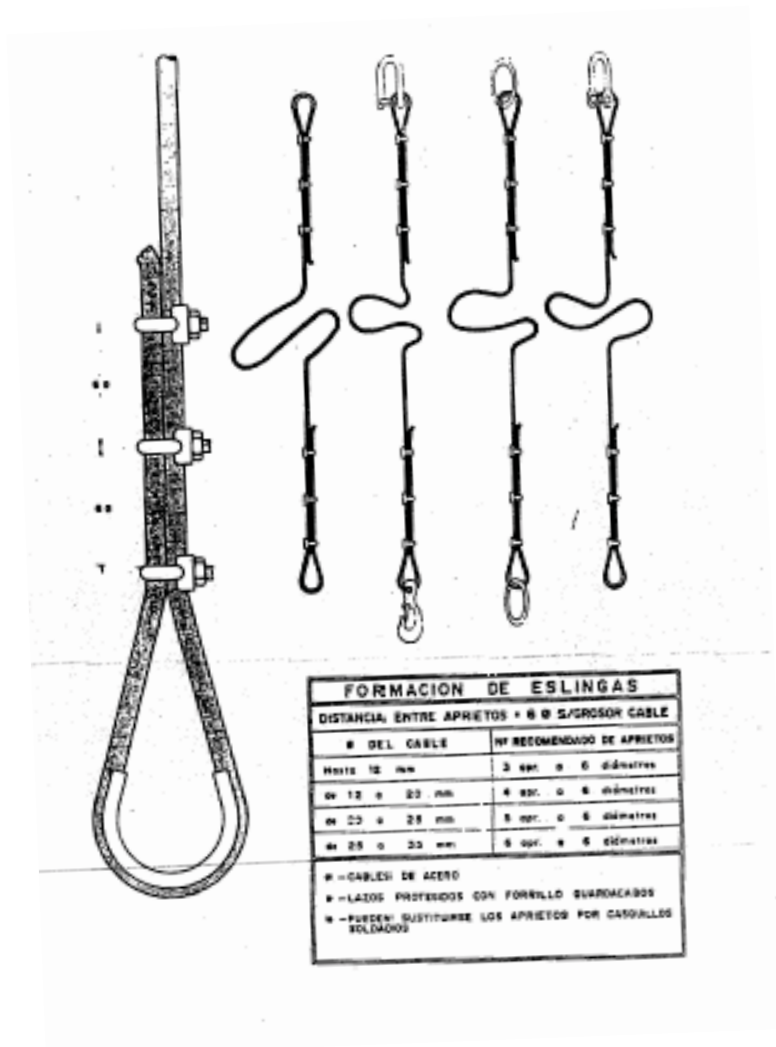 6 Ø
6 Ø
FORMACION DE ESLINGAS
DISTANCIA: ENTRE APRIETOS = 6 Ø S/GROSOR CABLE
Ø DEL CABLE
Nº RECOMENDADO DE APRIETOS
Hasta 12 mm
3 apr. a 6 diámetros
de 12 a 20 mm
4 apr. a 6 diámetros
de 20 a 25 mm
5 apr. a 6 diámetros
de 25 a 35 mm
6 apr. a 6 diámetros
- CABLES: DE ACERO
- LAZOS PROTEGIDOS CON FORRILLO GUARDACABOS
- PUEDEN: SUSTITUIRSE LOS APRIETOS POR CASQUILLOS
SOLDADOS